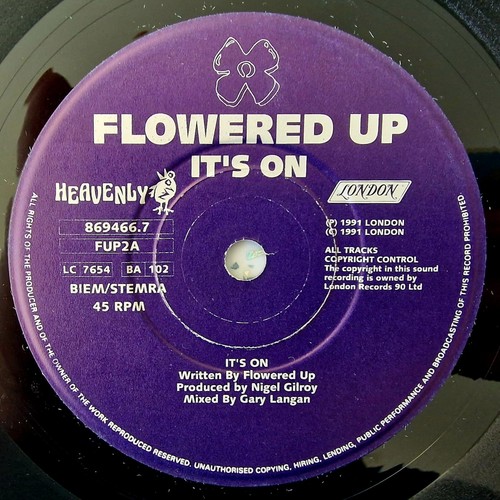 FLOWERED UP
IT'S ON
HEAVENLY
LONDON
869466.7
FUP2A
LC 7654
BA 102
BIEM/STEMRA
45 RPM
(P) 1991 LONDON
(C) 1991 LONDON
ALL TRACKS
COPYRIGHT CONTROL
The copyright in this sound
recording is owned by
London Records 90 Ltd
IT'S ON
Written By Flowered Up
Produced by Nigel Gilroy
Mixed By Gary Langan
ALL RIGHTS OF THE PRODUCER AND OF THE OWNER OF THE WORK REPRODUCED RESERVED. UNAUTHORISED COPYING, HIRING, LENDING, PUBLIC PERFORMANCE AND BROADCASTING OF THIS RECORD PROHIBITED.